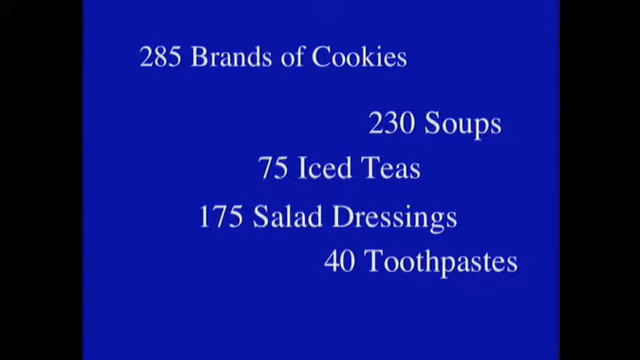 285 Brands of Cookies
230 Soups
75 Iced Teas
175 Salad Dressings
40 Toothpastes